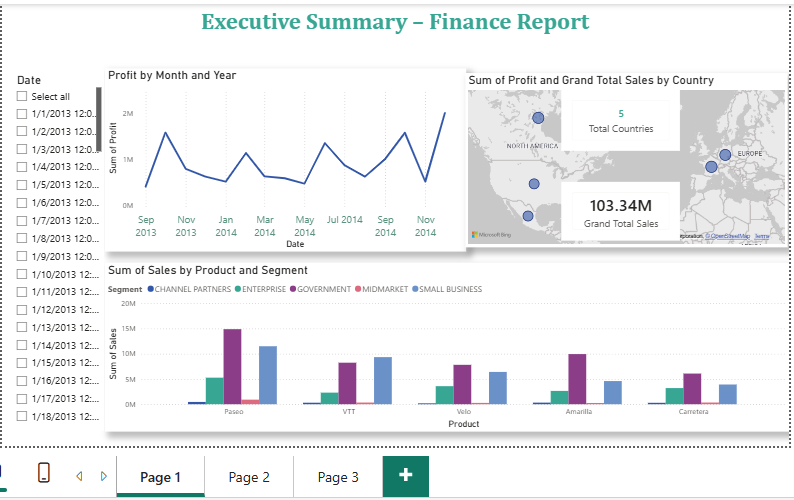 Executive Summary – Finance Report
Date
Select all
1/1/2013 12:0...
1/2/2013 12:0...
1/3/2013 12:0...
1/4/2013 12:0...
1/5/2013 12:0...
1/6/2013 12:0...
1/7/2013 12:0...
1/8/2013 12:0...
1/9/2013 12:0...
1/10/2013 12:...
1/11/2013 12:...
1/12/2013 12:...
1/13/2013 12:...
1/14/2013 12:...
1/15/2013 12:...
1/16/2013 12:...
1/17/2013 12:...
1/18/2013 12:...
Profit by Month and Year
Sum of Profit
2M
1M
0M
Sep 2013
Nov 2013
Jan 2014
Mar 2014
May 2014
Jul 2014
Sep 2014
Nov 2014
Date
Sum of Profit and Grand Total Sales by Country
5
Total Countries
NORTH AMERICA
EUROPE
103.34M
Grand Total Sales
Microsoft Bing
© OpenStreetMap Terms
Sum of Sales by Product and Segment
Segment CHANNEL PARTNERS ENTERPRISE GOVERNMENT MIDMARKET SMALL BUSINESS
Sum of Sales
20M
15M
10M
5M
0M
Paseo
VTT
Velo
Amarilla
Carretera
Product
Page 1
Page 2
Page 3
+